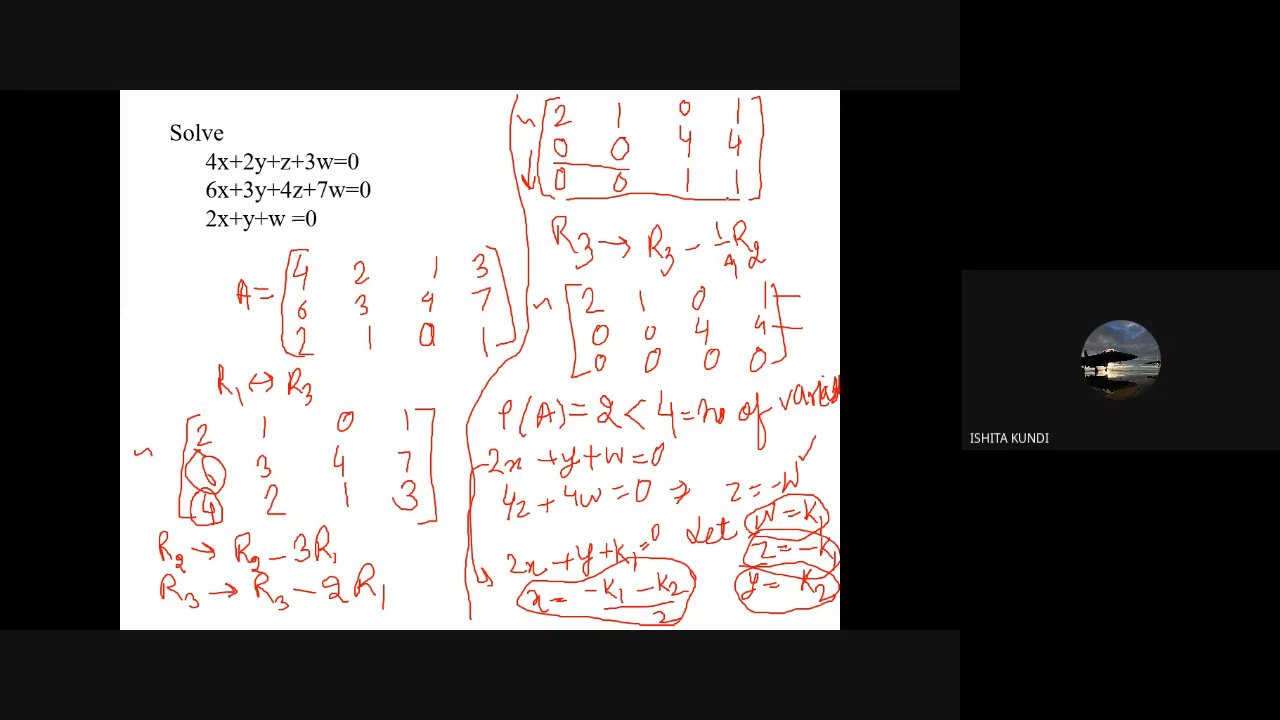 Solve
4x+2y+z+3w=0
6x+3y+4z+7w=0
2x+y+w =0
A = [4 2 1 3
6 3 4 7
2 1 0 1]
R1 ↔ R3
~ [2 1 0 1
6 3 4 7
4 2 1 3]
R2 → R2 - 3R1
R3 → R3 - 2R1
~ [2 1 0 1
0 0 4 4
0 0 1 1]
R3 → R3 - 1/4 R2
~ [2 1 0 1
0 0 4 4
0 0 0 0]
ρ(A) = 2 < 4 = no of
2x + y + w = 0
4z + 4w = 0 ⇒ z = -w ✓
Let w = K1
z = -K1
y = K2
2x + y + K1 = 0
x = (-K1 - K2)/2
ISHITA KUNDI